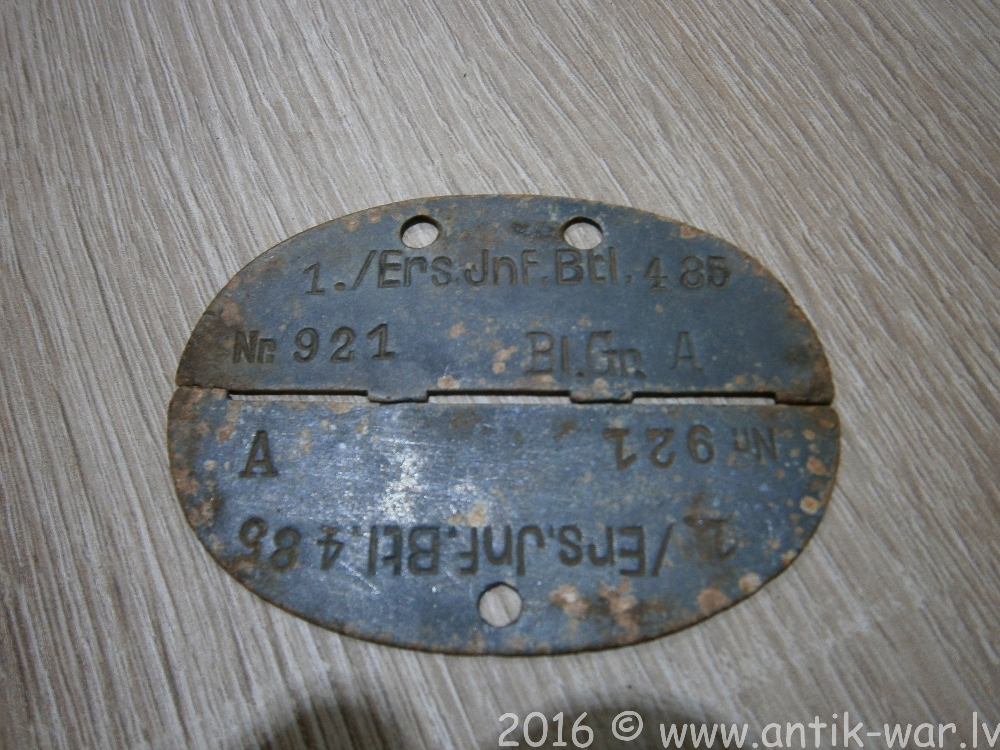 1./Ers.Jnf.Btl.485
Nr. 921 Bl.Gr. A
1./Ers.Jnf.Btl.485
Nr 921 A
2016 © www.antik-war.lv